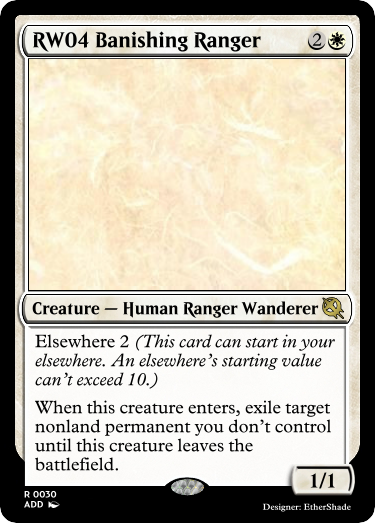 RW04 Banishing Ranger 2
Creature — Human Ranger Wanderer
Elsewhere 2 (This card can start in your
elsewhere. An elsewhere's starting value
can't exceed 10.)
When this creature enters, exile target
nonland permanent you don't control
until this creature leaves the
battlefield.
1/1
R 0030
ADD
Designer: EtherShade